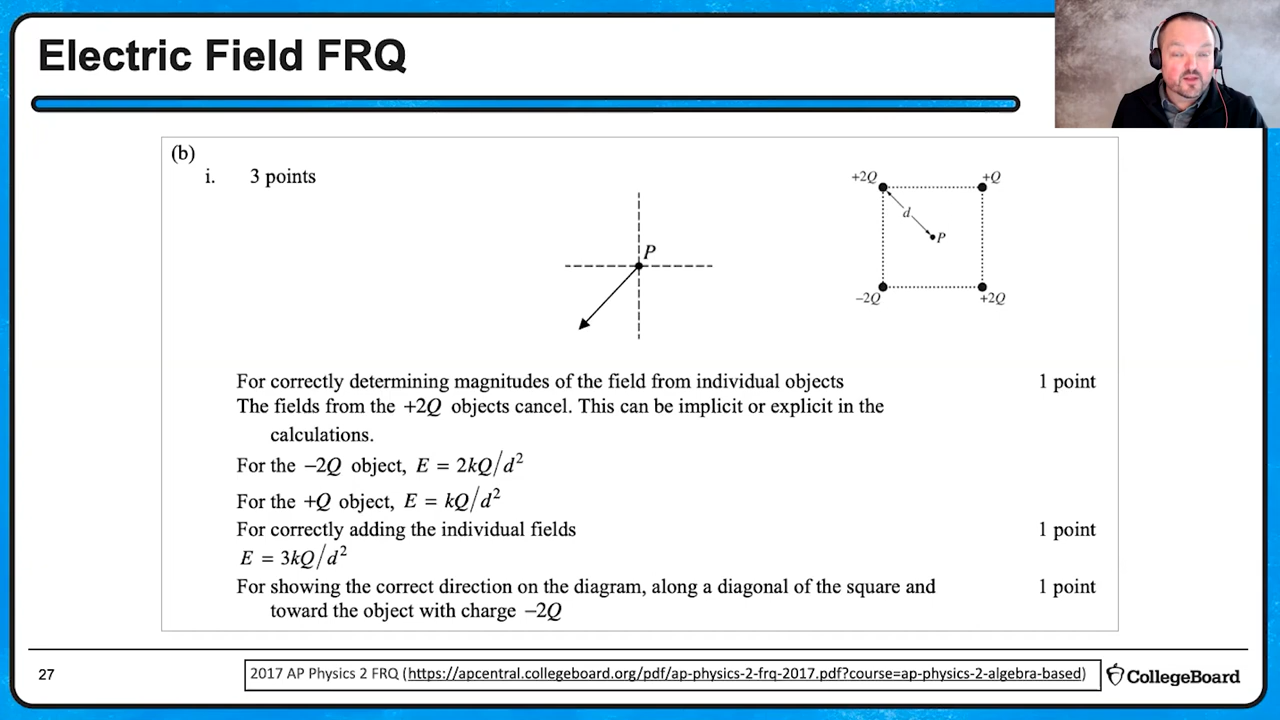 Electric Field FRQ
(b)
i. 3 points
P
+2Q
+Q
d
P
−2Q
+2Q
For correctly determining magnitudes of the field from individual objects 1 point
The fields from the +2Q objects cancel. This can be implicit or explicit in the
calculations.
For the −2Q object, E = 2kQ/d²
For the +Q object, E = kQ/d²
For correctly adding the individual fields 1 point
E = 3kQ/d²
For showing the correct direction on the diagram, along a diagonal of the square and 1 point
toward the object with charge −2Q
27
2017 AP Physics 2 FRQ (https://apcentral.collegeboard.org/pdf/ap-physics-2-frq-2017.pdf?course=ap-physics-2-algebra-based)
CollegeBoard